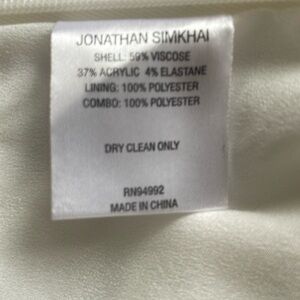 JONATHAN SIMKHAI
SHELL: 59% VISCOSE
37% ACRYLIC 4% ELASTANE
LINING: 100% POLYESTER
COMBO: 100% POLYESTER
DRY CLEAN ONLY
RN94992
MADE IN CHINA